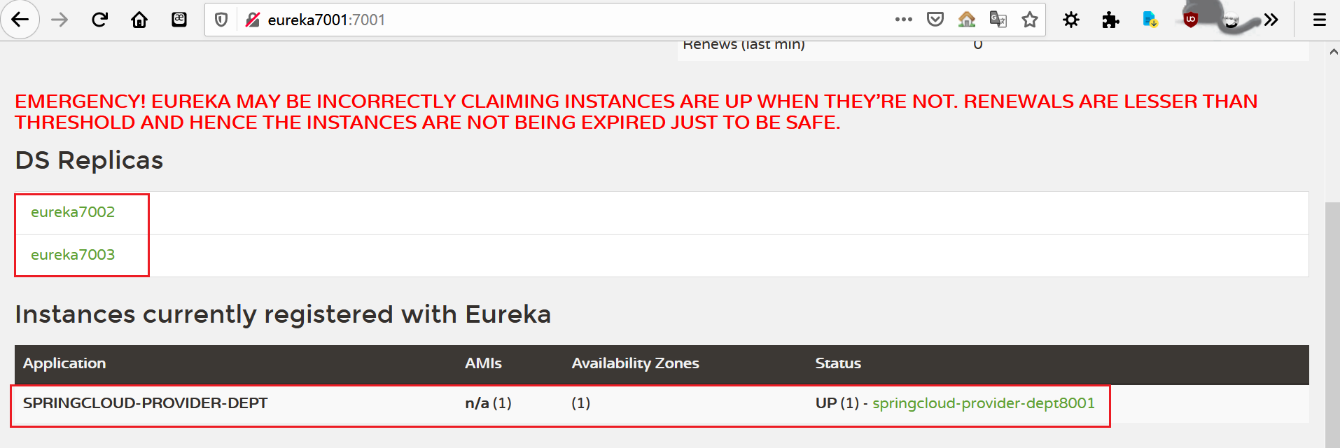 eureka7001:7001
Renews (last min) 0
EMERGENCY! EUREKA MAY BE INCORRECTLY CLAIMING INSTANCES ARE UP WHEN THEY'RE NOT. RENEWALS ARE LESSER THAN
THRESHOLD AND HENCE THE INSTANCES ARE NOT BEING EXPIRED JUST TO BE SAFE.
DS Replicas
eureka7002
eureka7003
Instances currently registered with Eureka
Application AMIs Availability Zones Status
SPRINGCLOUD-PROVIDER-DEPT n/a (1) (1) UP (1) - springcloud-provider-dept8001